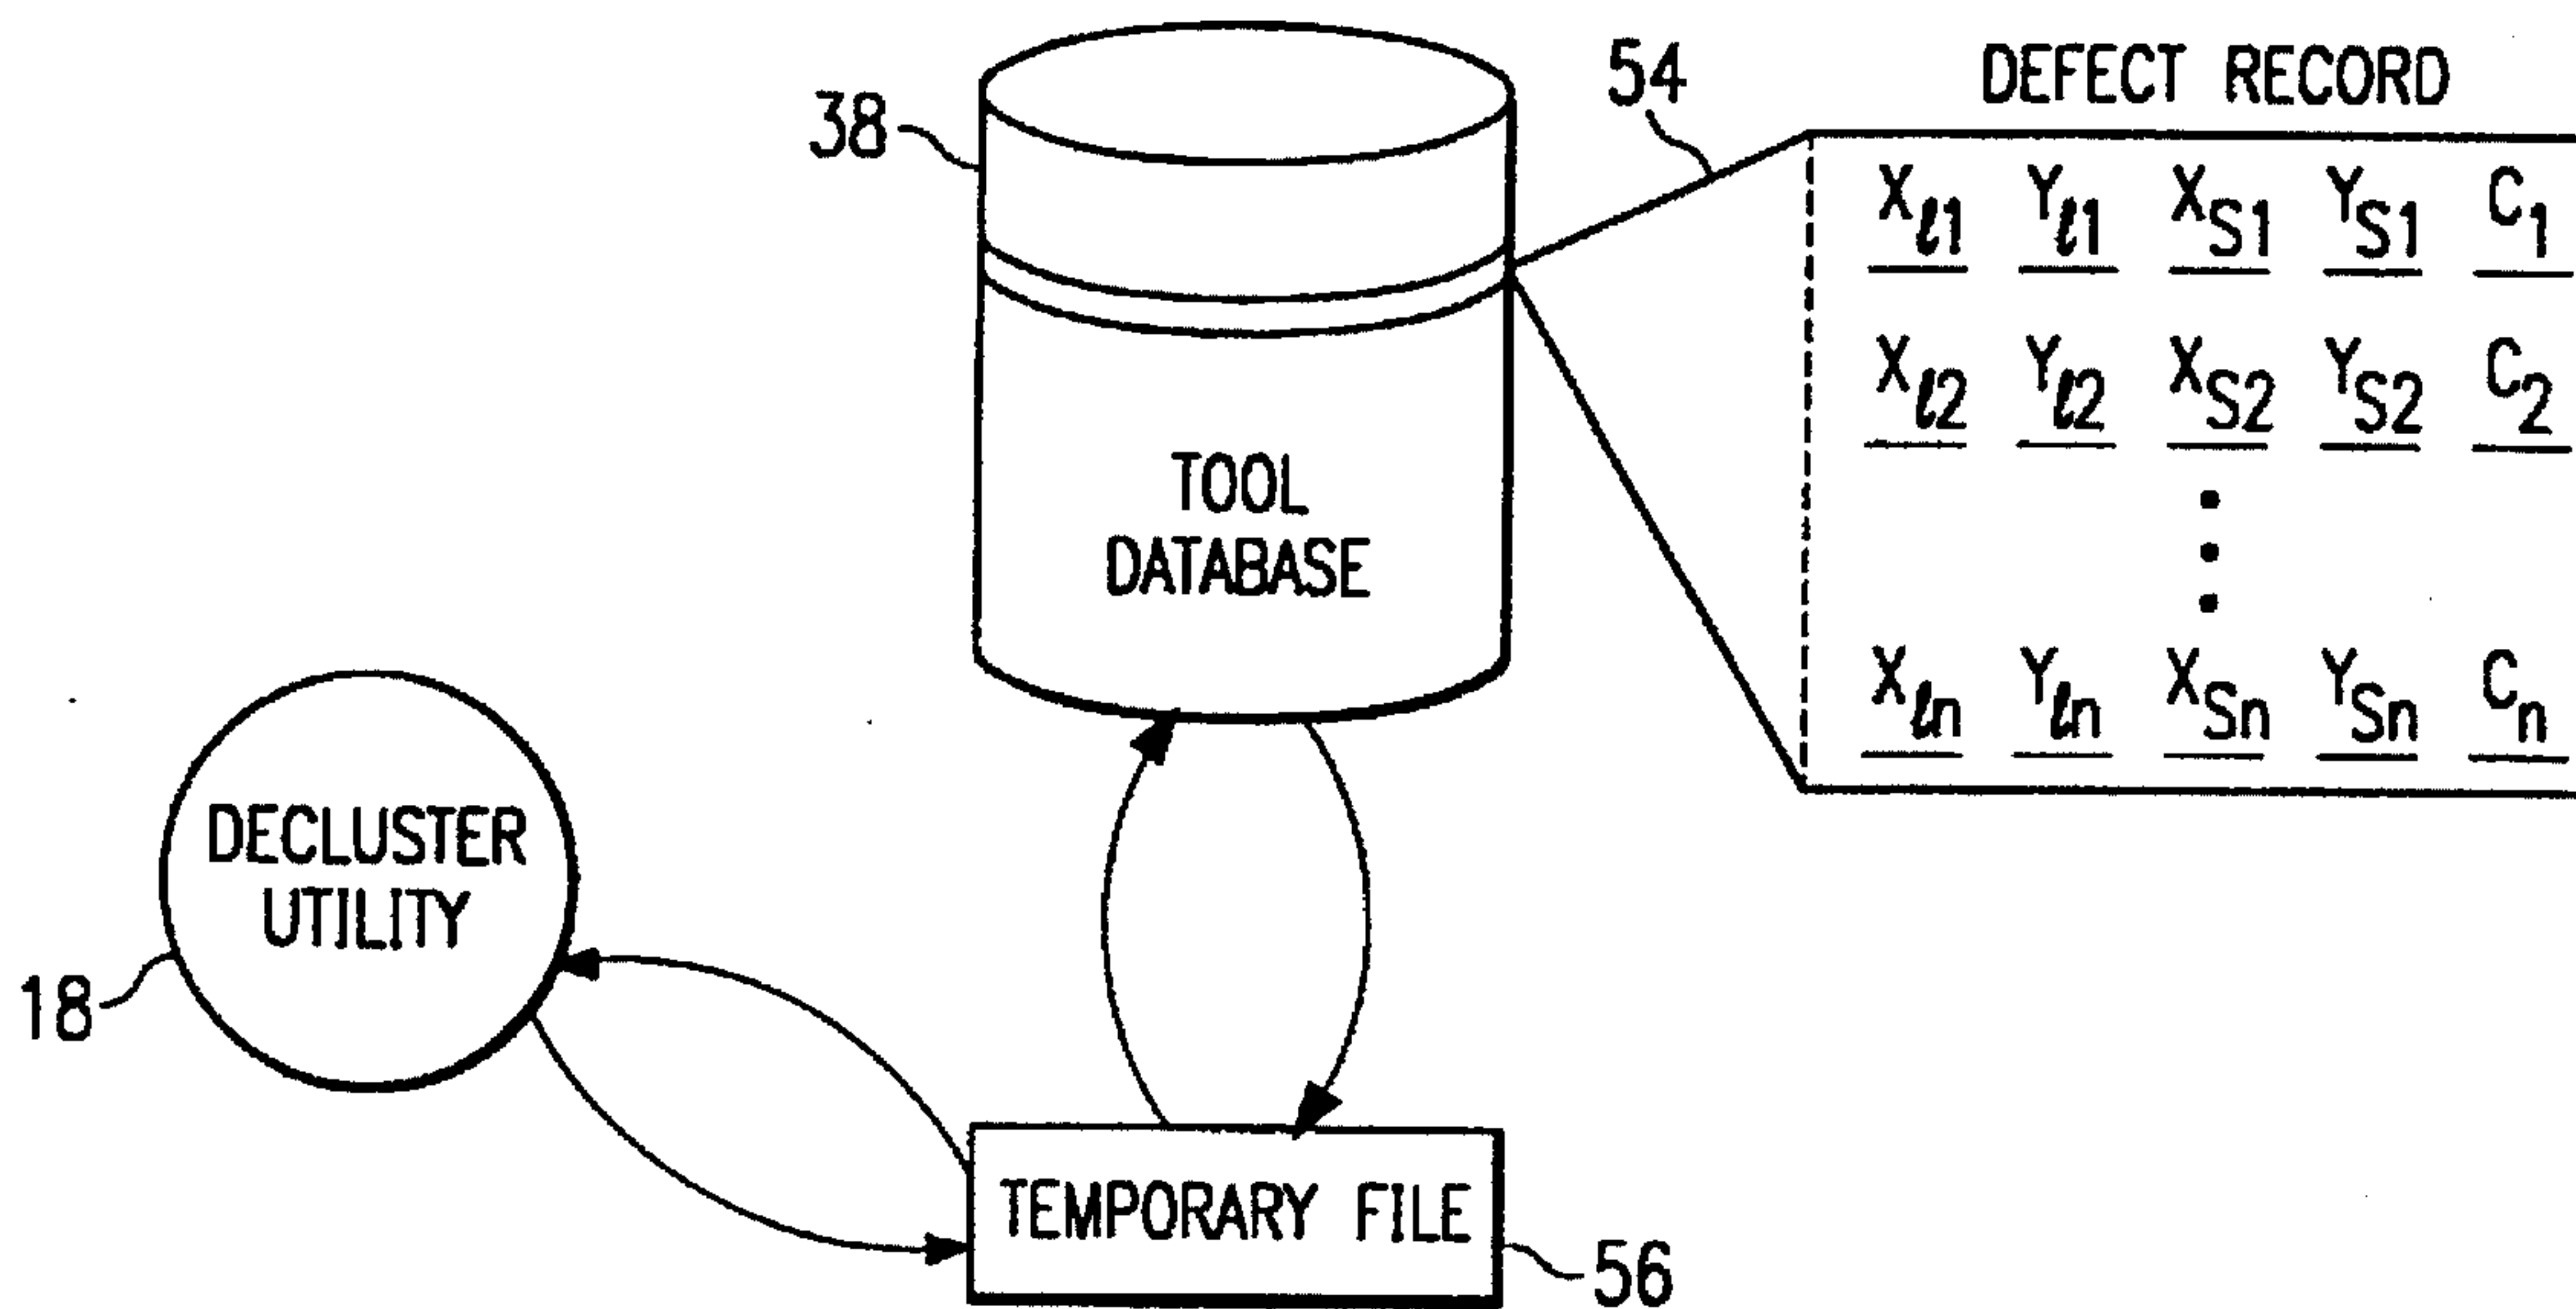 38
54
DEFECT RECORD
Xℓ1 Yℓ1 XS1 YS1 C1
Xℓ2 Yℓ2 XS2 YS2 C2
Xℓn Yℓn XSn YSn Cn
TOOL
DATABASE
DECLUSTER
UTILITY
18
TEMPORARY FILE
56